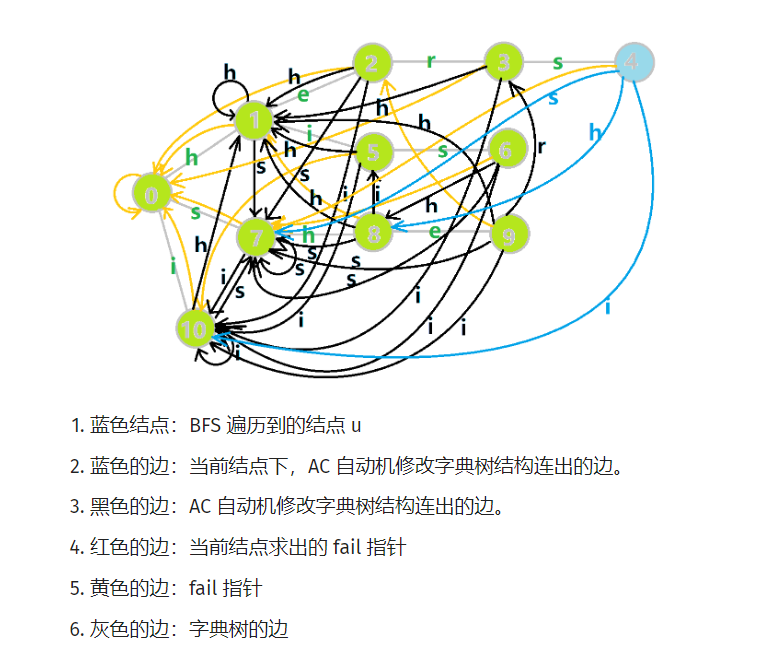 2 r 3 s 4
h h
e s
h
1 h
i h
h 5 s 6 r
h
s s
0 i i
h h
s
7 h 8 e 9
h s
i s s
i s
s i
i
10 i i i
i
1. 蓝色结点：BFS 遍历到的结点 u
2. 蓝色的边：当前结点下，AC 自动机修改字典树结构连出的边。
3. 黑色的边：AC 自动机修改字典树结构连出的边。
4. 红色的边：当前结点求出的 fail 指针
5. 黄色的边：fail 指针
6. 灰色的边：字典树的边